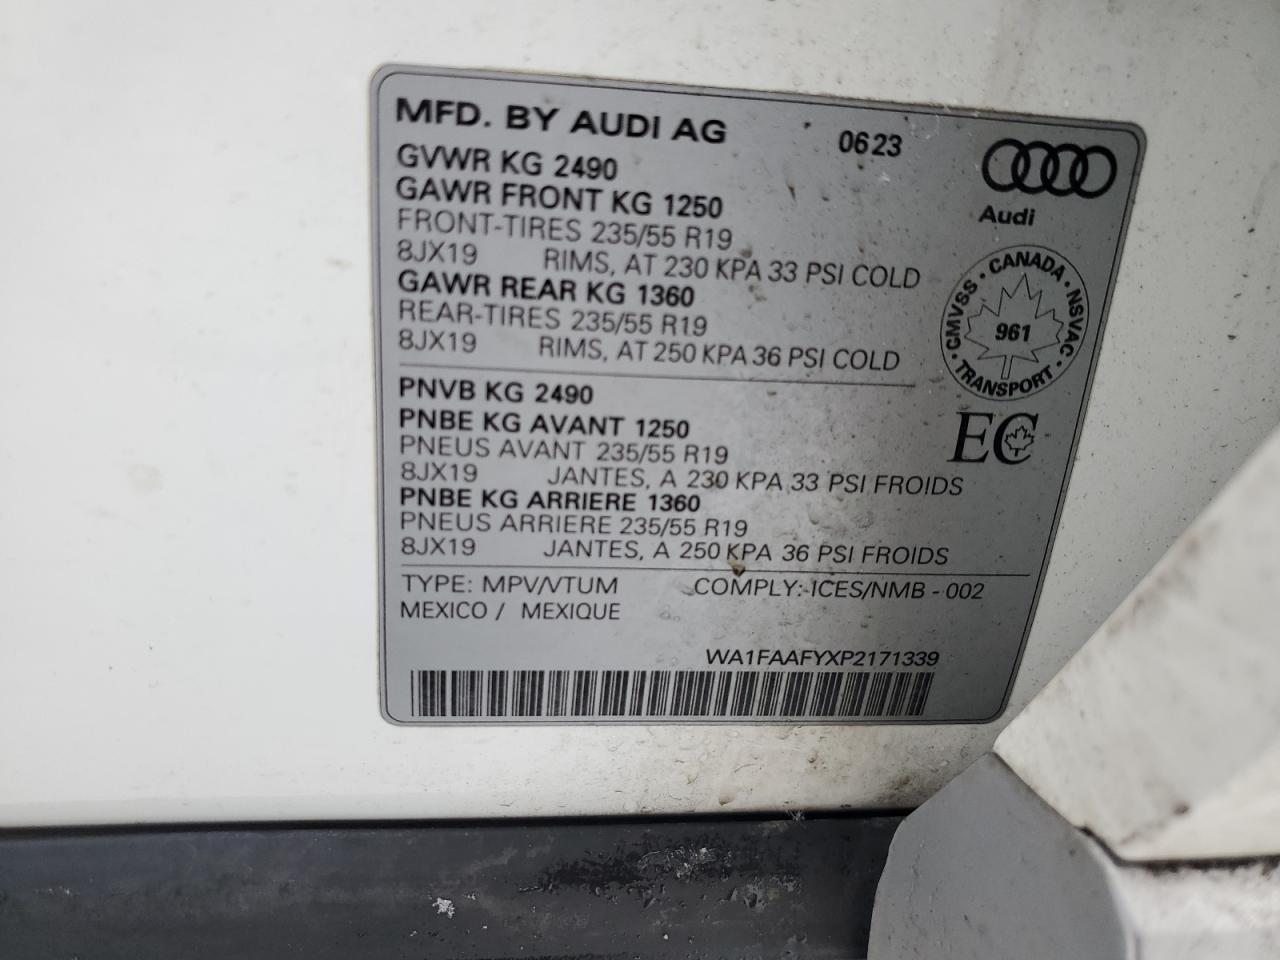 MFD. BY AUDI AG 0623
Audi
GVWR KG 2490
GAWR FRONT KG 1250
FRONT-TIRES 235/55 R19
8JX19 RIMS, AT 230 KPA 33 PSI COLD
GAWR REAR KG 1360
REAR-TIRES 235/55 R19
8JX19 RIMS, AT 250 KPA 36 PSI COLD
CMVSS · CANADA · NSVAC · TRANSPORT ·
961
PNVB KG 2490
PNBE KG AVANT 1250
PNEUS AVANT 235/55 R19
8JX19 JANTES, A 230 KPA 33 PSI FROIDS
PNBE KG ARRIERE 1360
PNEUS ARRIERE 235/55 R19
8JX19 JANTES, A 250 KPA 36 PSI FROIDS
EC
TYPE: MPV/VTUM COMPLY: ICES/NMB - 002
MEXICO / MEXIQUE
WA1FAAFYXP2171339